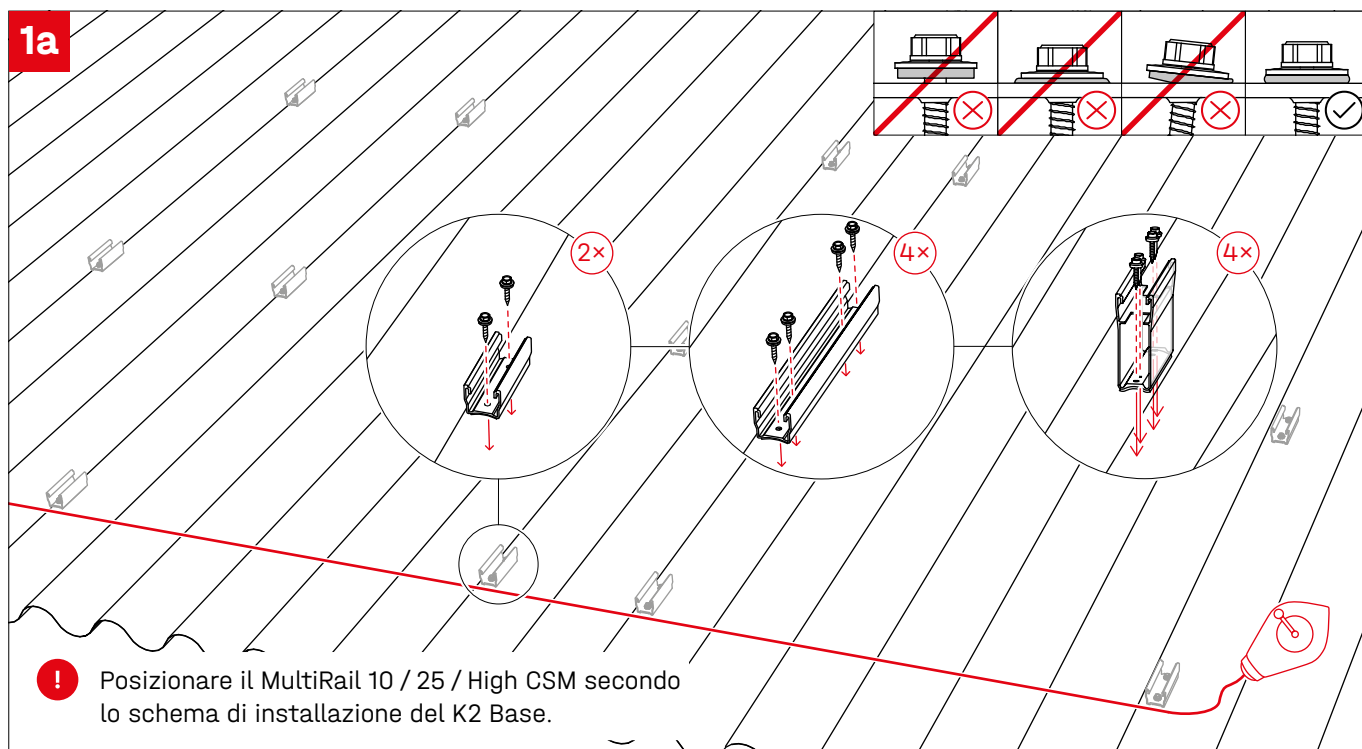 1a
2×
4×
4×
! Posizionare il MultiRail 10 / 25 / High CSM secondo
lo schema di installazione del K2 Base.